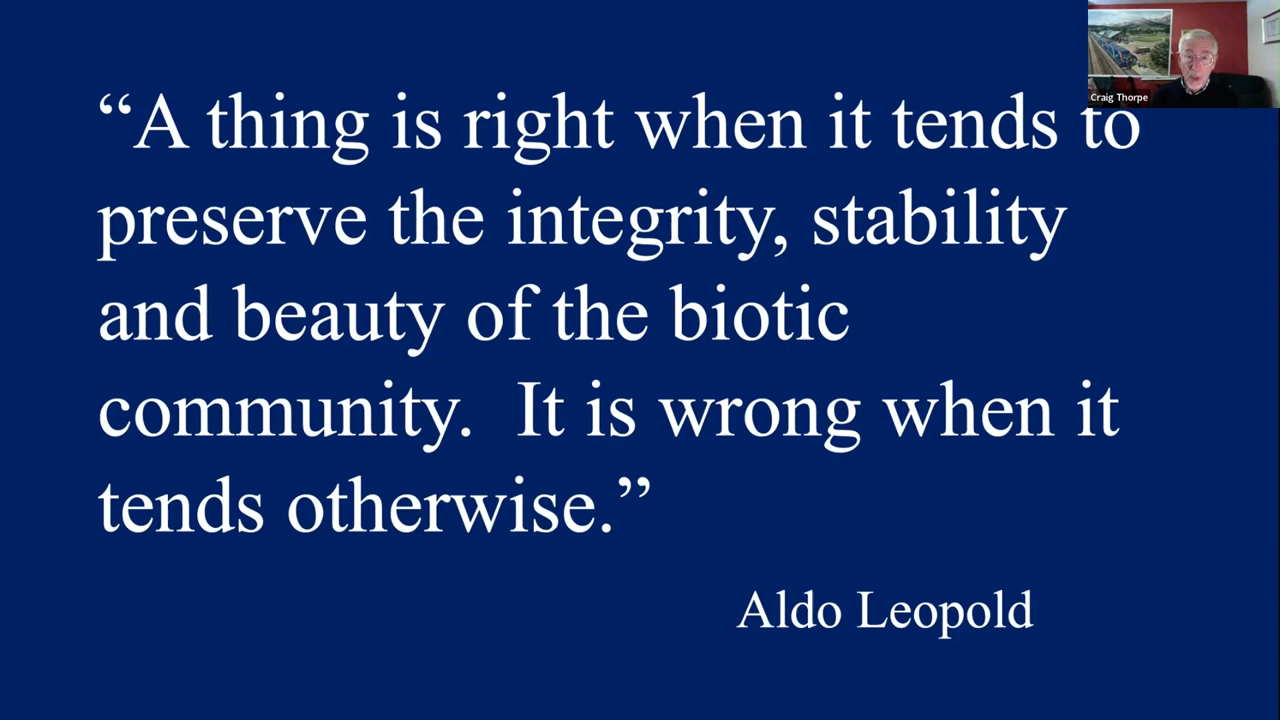 Craig Thorpe
“A thing is right when it tends to
preserve the integrity, stability
and beauty of the biotic
community.  It is wrong when it
tends otherwise.”
Aldo Leopold